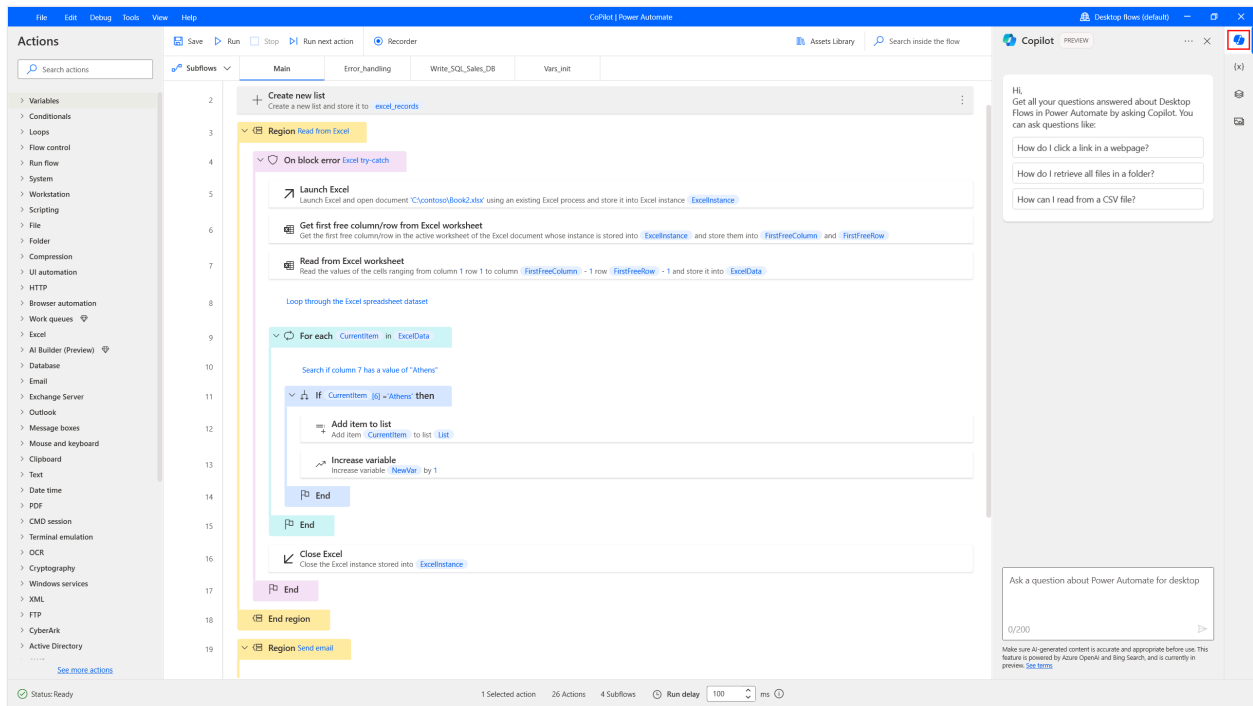 File Edit Debug Tools View Help
CoPilot | Power Automate
Desktop flows (default)
Actions
Search actions
Variables
Conditionals
Loops
Flow control
Run flow
System
Workstation
Scripting
File
Folder
Compression
UI automation
HTTP
Browser automation
Work queues
Excel
AI Builder (Preview)
Database
Email
Exchange Server
Outlook
Message boxes
Mouse and keyboard
Clipboard
Text
Date time
PDF
CMD session
Terminal emulation
OCR
Cryptography
Windows services
XML
FTP
CyberArk
Active Directory
See more actions
Save Run Stop Run next action Recorder
Assets Library Search inside the flow
Subflows Main Error_handling Write_SQL_Sales_DB Vars_init
2 Create new list
Create a new list and store it to excel_records
3 Region Read from Excel
4 On block error Excel try-catch
5 Launch Excel
Launch Excel and open document 'C:\contoso\Book2.xlsx' using an existing Excel process and store it into Excel instance ExcelInstance
6 Get first free column/row from Excel worksheet
Get the first free column/row in the active worksheet of the Excel document whose instance is stored into ExcelInstance and store them into FirstFreeColumn and FirstFreeRow
7 Read from Excel worksheet
Read the values of the cells ranging from column 1 row 1 to column FirstFreeColumn - 1 row FirstFreeRow - 1 and store it into ExcelData
8 Loop through the Excel spreadsheet dataset
9 For each CurrentItem in ExcelData
10 Search if column 7 has a value of "Athens"
11 If CurrentItem [6] ='Athens' then
12 Add item to list
Add item CurrentItem to list List
13 Increase variable
Increase variable NewVar by 1
14 End
15 End
16 Close Excel
Close the Excel instance stored into ExcelInstance
17 End
18 End region
19 Region Send email
Copilot PREVIEW
{x}
Hi,
Get all your questions answered about Desktop
Flows in Power Automate by asking Copilot. You
can ask questions like:
How do I click a link in a webpage?
How do I retrieve all files in a folder?
How can I read from a CSV file?
Ask a question about Power Automate for desktop
0/200
Make sure AI-generated content is accurate and appropriate before use. This
feature is powered by Azure OpenAI and Bing Search, and is currently in
preview. See terms
Status: Ready
1 Selected action 26 Actions 4 Subflows Run delay 100 ms